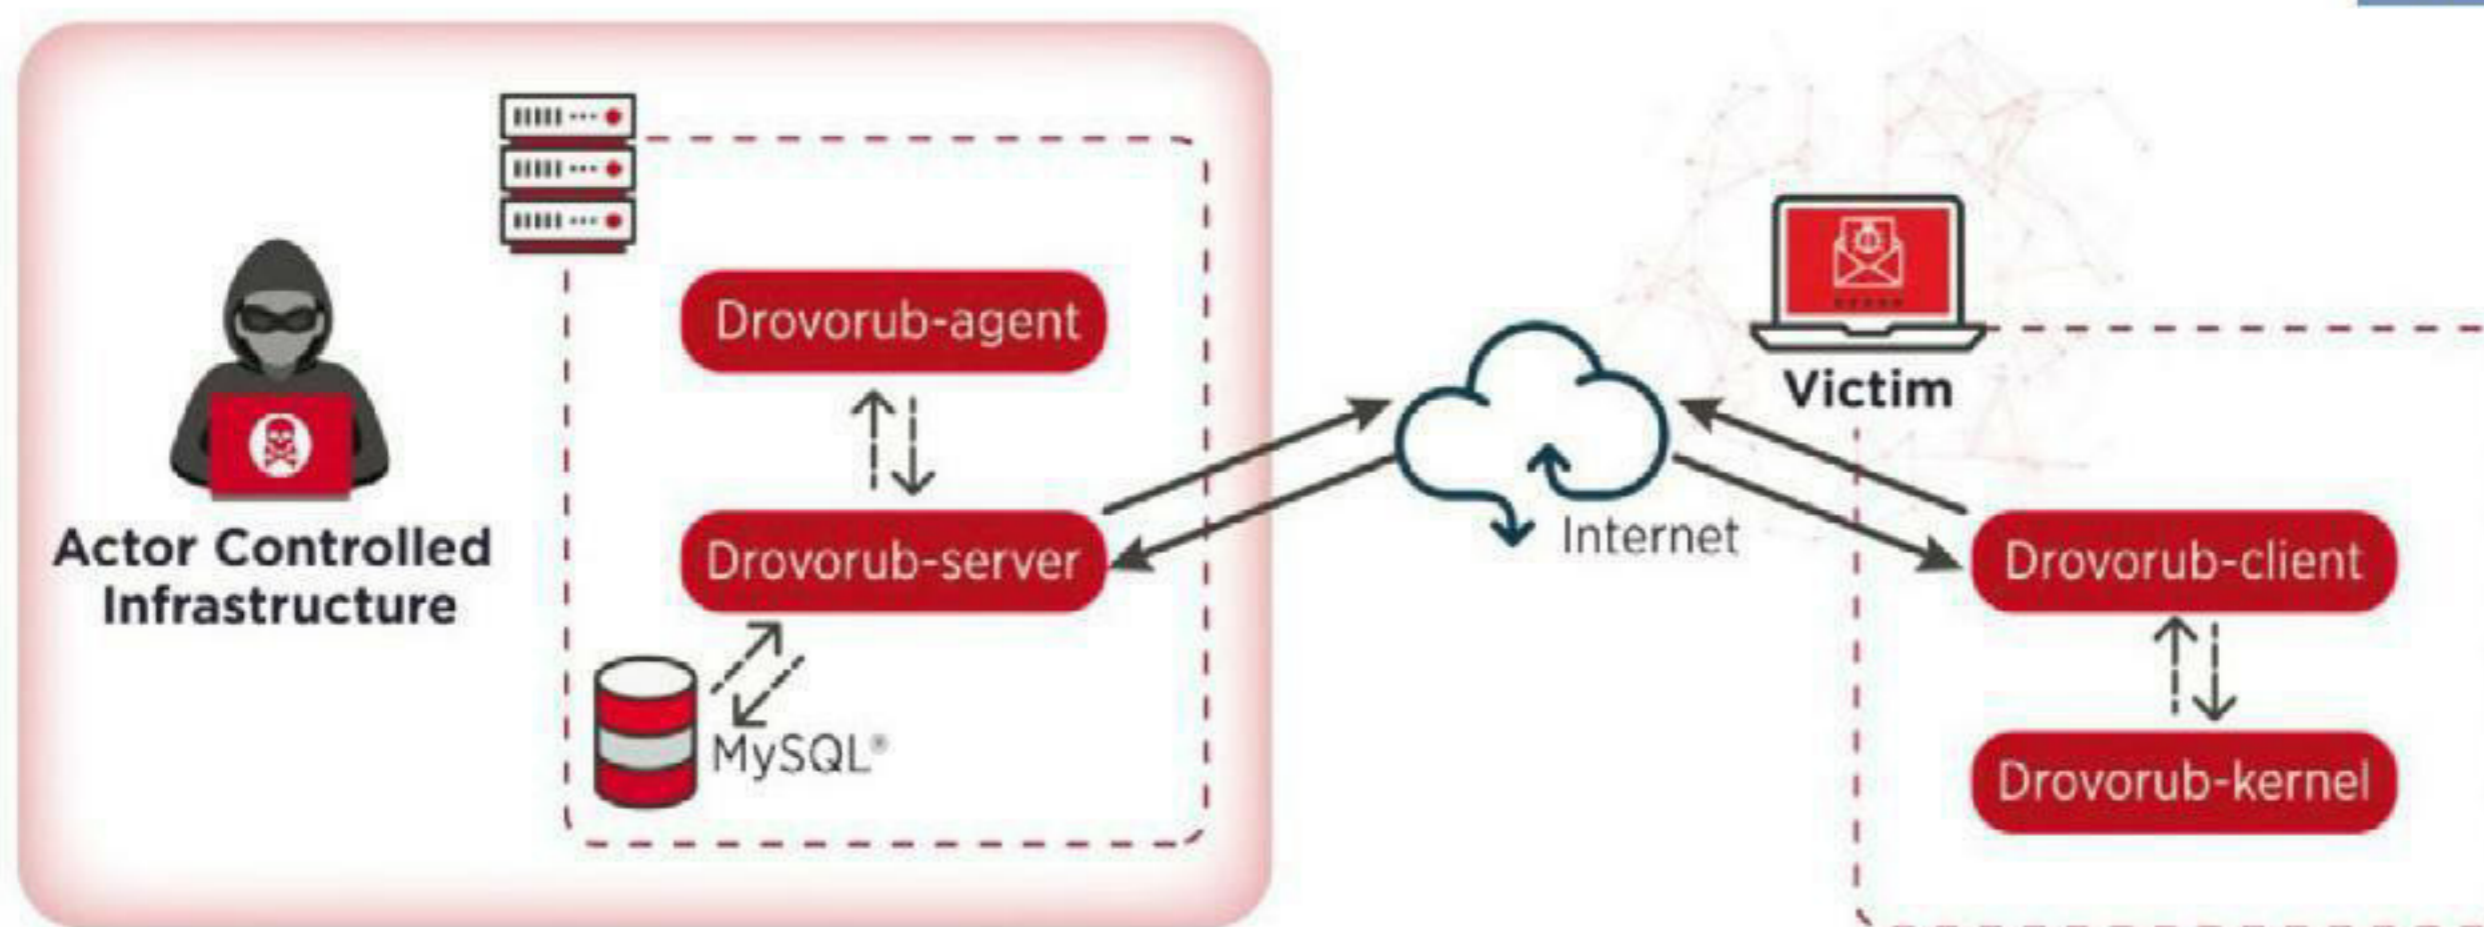 Drovorub-agent
Victim
Actor Controlled
Infrastructure
Drovorub-server
Internet
Drovorub-client
MySQL®
Drovorub-kernel